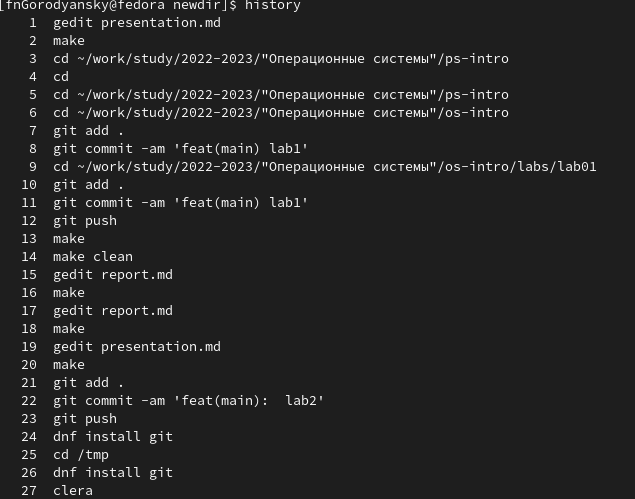 [fnGorodyansky@fedora newdir]$ history
1 gedit presentation.md
2 make
3 cd ~/work/study/2022-2023/"Операционные системы"/ps-intro
4 cd
5 cd ~/work/study/2022-2023/"Операционные системы"/ps-intro
6 cd ~/work/study/2022-2023/"Операционные системы"/os-intro
7 git add .
8 git commit -am 'feat(main) lab1'
9 cd ~/work/study/2022-2023/"Операционные системы"/os-intro/labs/lab01
10 git add .
11 git commit -am 'feat(main) lab1'
12 git push
13 make
14 make clean
15 gedit report.md
16 make
17 gedit report.md
18 make
19 gedit presentation.md
20 make
21 git add .
22 git commit -am 'feat(main):  lab2'
23 git push
24 dnf install git
25 cd /tmp
26 dnf install git
27 clera